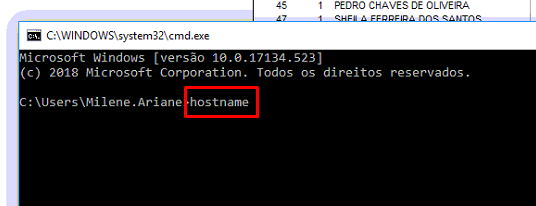 45 1 PEDRO CHAVES DE OLIVEIRA
47 1 SHEILA FERREIRA DOS SANTOS
C:\WINDOWS\system32\cmd.exe
Microsoft Windows [versão 10.0.17134.523]
(c) 2018 Microsoft Corporation. Todos os direitos reservados.
C:\Users\Milene.Ariane>hostname